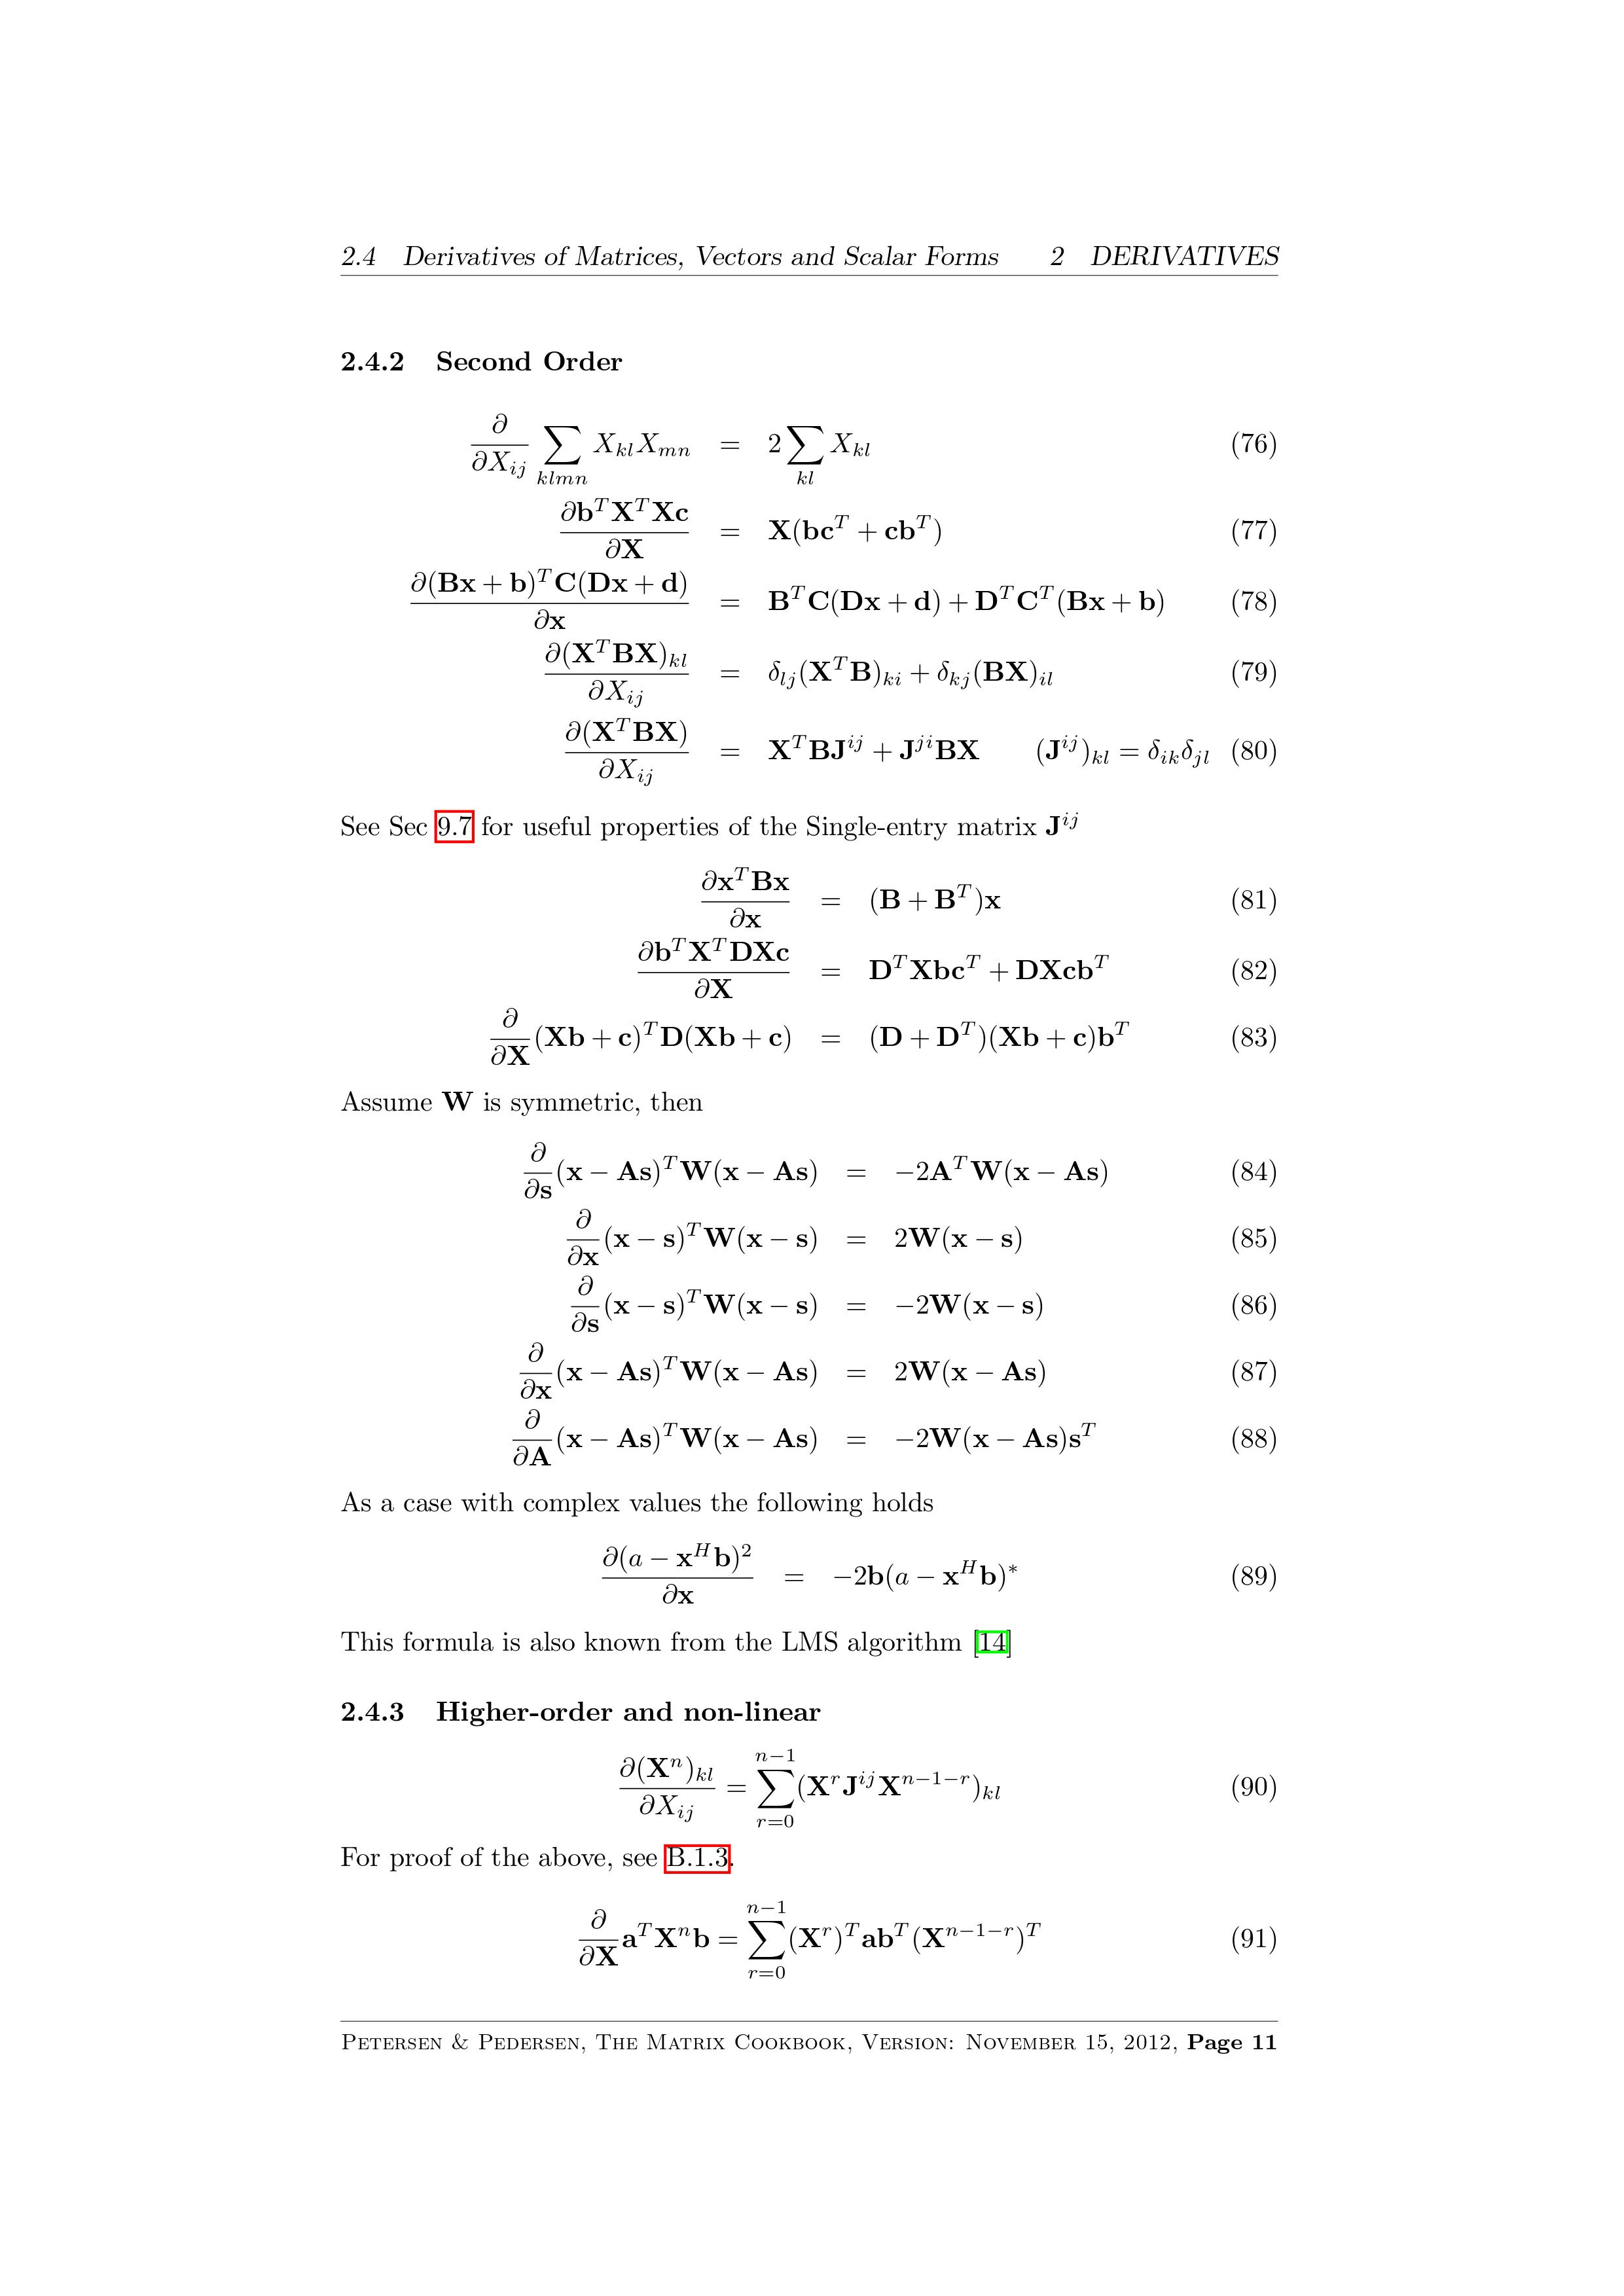 2.4 Derivatives of Matrices, Vectors and Scalar Forms 2 DERIVATIVES
2.4.2 Second Order
$\frac{\partial}{\partial X_{ij}} \sum_{klmn} X_{kl} X_{mn} = 2 \sum_{kl} X_{kl}$ (76)
$\frac{\partial \mathbf{b}^T \mathbf{X}^T \mathbf{X} \mathbf{c}}{\partial \mathbf{X}} = \mathbf{X}(\mathbf{b}\mathbf{c}^T + \mathbf{c}\mathbf{b}^T)$ (77)
$\frac{\partial (\mathbf{B}\mathbf{x} + \mathbf{b})^T \mathbf{C}(\mathbf{D}\mathbf{x} + \mathbf{d})}{\partial \mathbf{x}} = \mathbf{B}^T \mathbf{C}(\mathbf{D}\mathbf{x} + \mathbf{d}) + \mathbf{D}^T \mathbf{C}^T (\mathbf{B}\mathbf{x} + \mathbf{b})$ (78)
$\frac{\partial (\mathbf{X}^T \mathbf{B}\mathbf{X})_{kl}}{\partial X_{ij}} = \delta_{lj} (\mathbf{X}^T \mathbf{B})_{ki} + \delta_{kj} (\mathbf{B}\mathbf{X})_{il}$ (79)
$\frac{\partial (\mathbf{X}^T \mathbf{B}\mathbf{X})}{\partial X_{ij}} = \mathbf{X}^T \mathbf{B}\mathbf{J}^{ij} + \mathbf{J}^{ji} \mathbf{B}\mathbf{X} \quad (\mathbf{J}^{ij})_{kl} = \delta_{ik} \delta_{jl}$ (80)
See Sec 9.7 for useful properties of the Single-entry matrix $\mathbf{J}^{ij}$
$\frac{\partial \mathbf{x}^T \mathbf{B}\mathbf{x}}{\partial \mathbf{x}} = (\mathbf{B} + \mathbf{B}^T)\mathbf{x}$ (81)
$\frac{\partial \mathbf{b}^T \mathbf{X}^T \mathbf{D}\mathbf{X}\mathbf{c}}{\partial \mathbf{X}} = \mathbf{D}^T \mathbf{X}\mathbf{b}\mathbf{c}^T + \mathbf{D}\mathbf{X}\mathbf{c}\mathbf{b}^T$ (82)
$\frac{\partial}{\partial \mathbf{X}} (\mathbf{X}\mathbf{b} + \mathbf{c})^T \mathbf{D}(\mathbf{X}\mathbf{b} + \mathbf{c}) = (\mathbf{D} + \mathbf{D}^T)(\mathbf{X}\mathbf{b} + \mathbf{c})\mathbf{b}^T$ (83)
Assume $\mathbf{W}$ is symmetric, then
$\frac{\partial}{\partial \mathbf{s}} (\mathbf{x} - \mathbf{A}\mathbf{s})^T \mathbf{W}(\mathbf{x} - \mathbf{A}\mathbf{s}) = -2\mathbf{A}^T \mathbf{W}(\mathbf{x} - \mathbf{A}\mathbf{s})$ (84)
$\frac{\partial}{\partial \mathbf{x}} (\mathbf{x} - \mathbf{s})^T \mathbf{W}(\mathbf{x} - \mathbf{s}) = 2\mathbf{W}(\mathbf{x} - \mathbf{s})$ (85)
$\frac{\partial}{\partial \mathbf{s}} (\mathbf{x} - \mathbf{s})^T \mathbf{W}(\mathbf{x} - \mathbf{s}) = -2\mathbf{W}(\mathbf{x} - \mathbf{s})$ (86)
$\frac{\partial}{\partial \mathbf{x}} (\mathbf{x} - \mathbf{A}\mathbf{s})^T \mathbf{W}(\mathbf{x} - \mathbf{A}\mathbf{s}) = 2\mathbf{W}(\mathbf{x} - \mathbf{A}\mathbf{s})$ (87)
$\frac{\partial}{\partial \mathbf{A}} (\mathbf{x} - \mathbf{A}\mathbf{s})^T \mathbf{W}(\mathbf{x} - \mathbf{A}\mathbf{s}) = -2\mathbf{W}(\mathbf{x} - \mathbf{A}\mathbf{s})\mathbf{s}^T$ (88)
As a case with complex values the following holds
$\frac{\partial (a - \mathbf{x}^H \mathbf{b})^2}{\partial \mathbf{x}} = -2\mathbf{b}(a - \mathbf{x}^H \mathbf{b})^*$ (89)
This formula is also known from the LMS algorithm [14]
2.4.3 Higher-order and non-linear
$\frac{\partial (\mathbf{X}^n)_{kl}}{\partial X_{ij}} = \sum_{r=0}^{n-1} (\mathbf{X}^r \mathbf{J}^{ij} \mathbf{X}^{n-1-r})_{kl}$ (90)
For proof of the above, see B.1.3.
$\frac{\partial}{\partial \mathbf{X}} \mathbf{a}^T \mathbf{X}^n \mathbf{b} = \sum_{r=0}^{n-1} (\mathbf{X}^r)^T \mathbf{a}\mathbf{b}^T (\mathbf{X}^{n-1-r})^T$ (91)
PETERSEN & PEDERSEN, THE MATRIX COOKBOOK, VERSION: NOVEMBER 15, 2012, Page 11